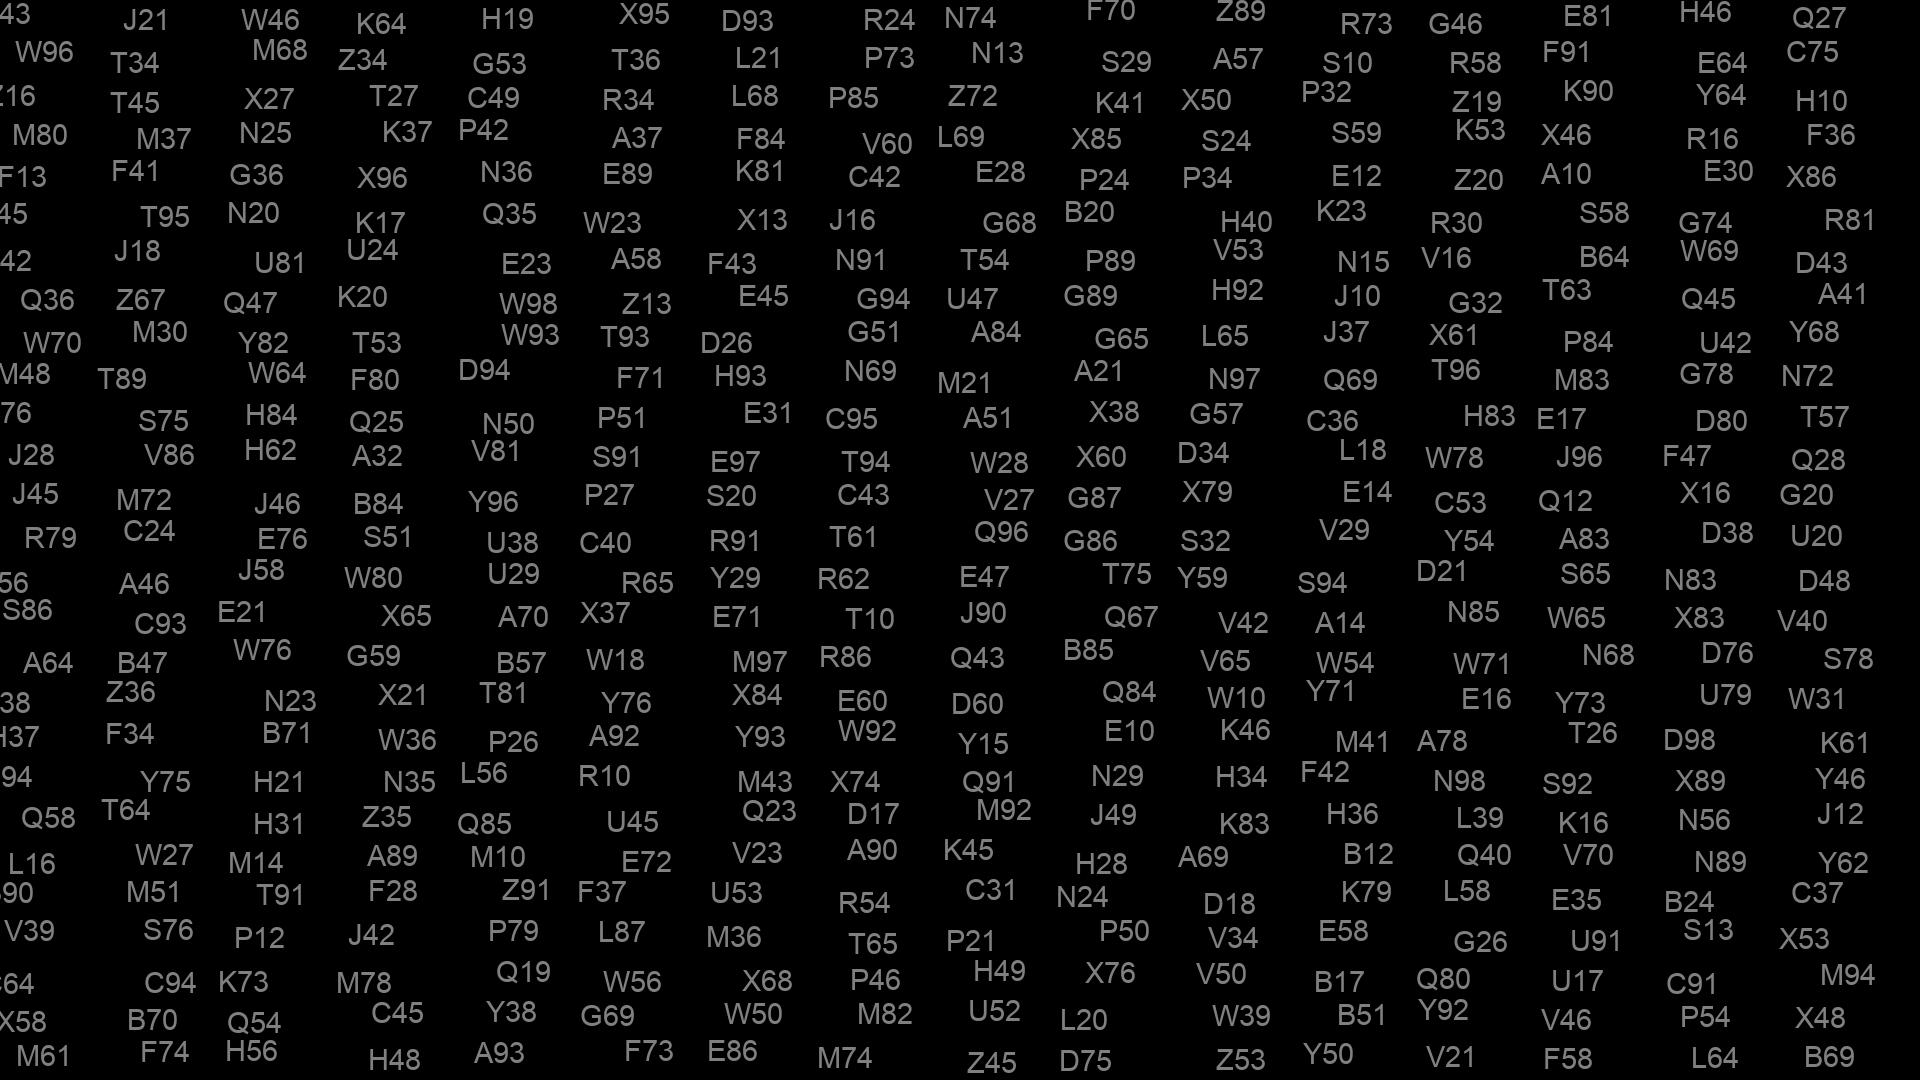 43 J21 W46 K64 H19 X95 D93 R24 N74 F70 Z89 R73 G46 E81 H46 Q27
W96 T34 M68 Z34 G53 T36 L21 P73 N13 S29 A57 S10 R58 F91 E64 C75
Z16 T45 X27 T27 C49 R34 L68 P85 Z72 K41 X50 P32 Z19 K90 Y64 H10
M80 M37 N25 K37 P42 A37 F84 V60 L69 X85 S24 S59 K53 X46 R16 F36
F13 F41 G36 X96 N36 E89 K81 C42 E28 P24 P34 E12 Z20 A10 E30 X86
45 T95 N20 K17 Q35 W23 X13 J16 G68 B20 H40 K23 R30 S58 G74 R81
42 J18 U81 U24 E23 A58 F43 N91 T54 P89 V53 N15 V16 B64 W69 D43
Q36 Z67 Q47 K20 W98 Z13 E45 G94 U47 G89 H92 J10 G32 T63 Q45 A41
W70 M30 Y82 T53 W93 T93 D26 G51 A84 G65 L65 J37 X61 P84 U42 Y68
M48 T89 W64 F80 D94 F71 H93 N69 M21 A21 N97 Q69 T96 M83 G78 N72
76 S75 H84 Q25 N50 P51 E31 C95 A51 X38 G57 C36 H83 E17 D80 T57
J28 V86 H62 A32 V81 S91 E97 T94 W28 X60 D34 L18 W78 J96 F47 Q28
J45 M72 J46 B84 Y96 P27 S20 C43 V27 G87 X79 E14 C53 Q12 X16 G20
R79 C24 E76 S51 U38 C40 R91 T61 Q96 G86 S32 V29 Y54 A83 D38 U20
56 A46 J58 W80 U29 R65 Y29 R62 E47 T75 Y59 S94 D21 S65 N83 D48
S86 C93 E21 X65 A70 X37 E71 T10 J90 Q67 V42 A14 N85 W65 X83 V40
A64 B47 W76 G59 B57 W18 M97 R86 Q43 B85 V65 W54 W71 N68 D76 S78
38 Z36 N23 X21 T81 Y76 X84 E60 D60 Q84 W10 Y71 E16 Y73 U79 W31
H37 F34 B71 W36 P26 A92 Y93 W92 Y15 E10 K46 M41 A78 T26 D98 K61
94 Y75 H21 N35 L56 R10 M43 X74 Q91 N29 H34 F42 N98 S92 X89 Y46
Q58 T64 H31 Z35 Q85 U45 Q23 D17 M92 J49 K83 H36 L39 K16 N56 J12
L16 W27 M14 A89 M10 E72 V23 A90 K45 H28 A69 B12 Q40 V70 N89 Y62
90 M51 T91 F28 Z91 F37 U53 R54 C31 N24 D18 K79 L58 E35 B24 C37
V39 S76 P12 J42 P79 L87 M36 T65 P21 P50 V34 E58 G26 U91 S13 X53
64 C94 K73 M78 Q19 W56 X68 P46 H49 X76 V50 B17 Q80 U17 C91 M94
X58 B70 Q54 C45 Y38 G69 W50 M82 U52 L20 W39 B51 Y92 V46 P54 X48
M61 F74 H56 H48 A93 F73 E86 M74 Z45 D75 Z53 Y50 V21 F58 L64 B69